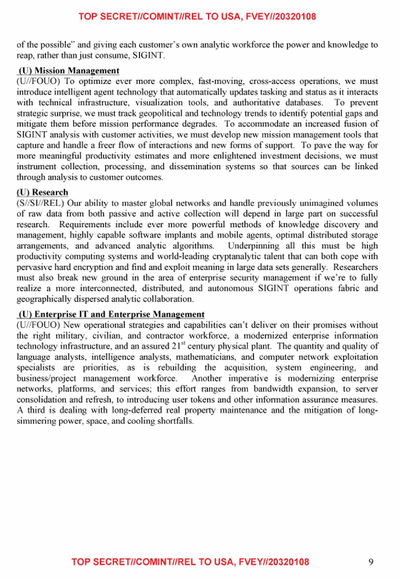 TOP SECRET//COMINT//REL TO USA, FVEY//20320108
of the possible” and giving each customer’s own analytic workforce the power and knowledge to
reap, rather than just consume, SIGINT.
(U) Mission Management
(U//FOUO) To optimize ever more complex, fast-moving, cross-access operations, we must
introduce intelligent agent technology that automatically updates tasking and status as it interacts
with technical infrastructure, visualization tools, and authoritative databases. To prevent
strategic surprise, we must track geopolitical and technology trends to identify potential gaps and
mitigate them before mission performance degrades. To accommodate an increased fusion of
SIGINT analysis with customer activities, we must develop new mission management tools that
capture and handle a freer flow of interactions and new forms of support. To pave the way for
more meaningful productivity estimates and more enlightened investment decisions, we must
instrument collection, processing, and dissemination systems so that sources can be linked
through analysis to customer outcomes.
(U) Research
(S//SI//REL) Our ability to master global networks and handle previously unimagined volumes
of raw data from both passive and active collection will depend in large part on successful
research. Requirements include ever more powerful methods of knowledge discovery and
management, highly capable software implants and mobile agents, optimal distributed storage
arrangements, and advanced analytic algorithms. Underpinning all this must be high
productivity computing systems and world-leading cryptanalytic talent that can both cope with
pervasive hard encryption and find and exploit meaning in large data sets generally. Researchers
must also break new ground in the area of enterprise security management if we’re to fully
realize a more interconnected, distributed, and autonomous SIGINT operations fabric and
geographically dispersed analytic collaboration.
(U) Enterprise IT and Enterprise Management
(U//FOUO) New operational strategies and capabilities can’t deliver on their promises without
the right military, civilian, and contractor workforce, a modernized enterprise information
technology infrastructure, and an assured 21st century physical plant. The quantity and quality of
language analysts, intelligence analysts, mathematicians, and computer network exploitation
specialists are priorities, as is rebuilding the acquisition, system engineering, and
business/project management workforce. Another imperative is modernizing enterprise
networks, platforms, and services; this effort ranges from bandwidth expansion, to server
consolidation and refresh, to introducing user tokens and other information assurance measures.
A third is dealing with long-deferred real property maintenance and the mitigation of long-
simmering power, space, and cooling shortfalls.
TOP SECRET//COMINT//REL TO USA, FVEY//20320108
9